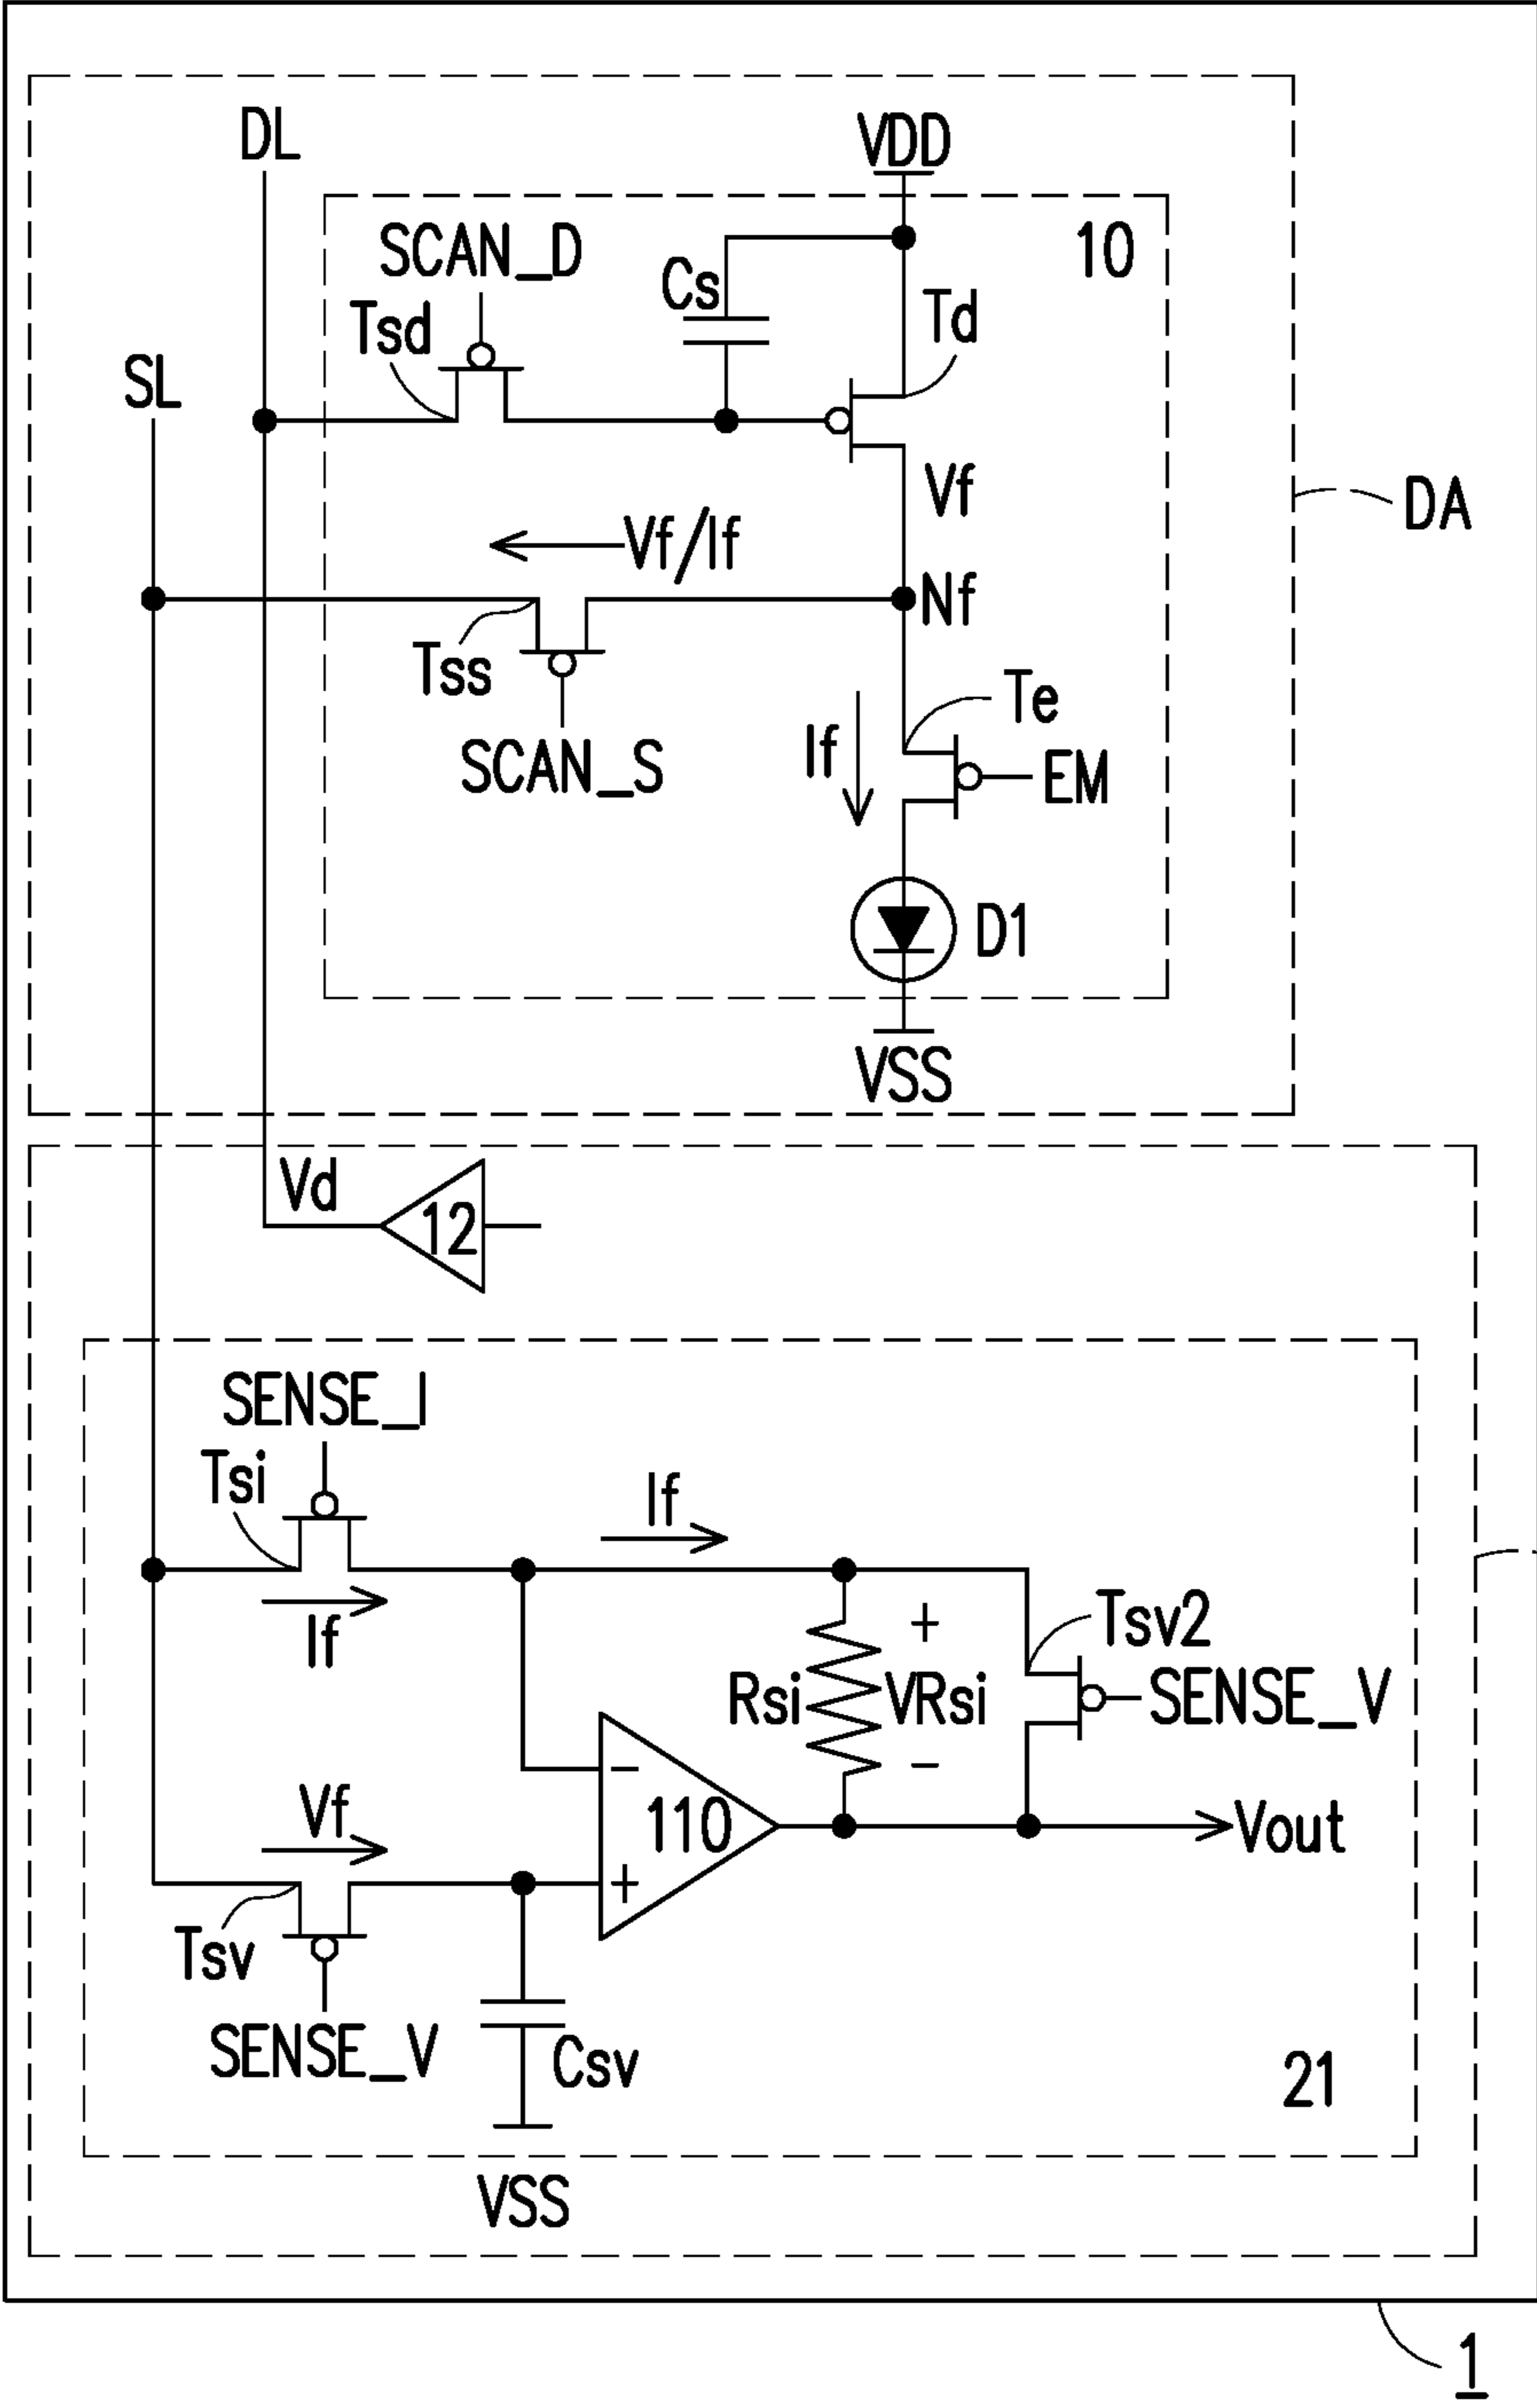 DL
VDD
SCAN_D
10
Cs
Tsd
Td
SL
Vf
DA
Vf/If
Nf
Tss
Te
If
SCAN_S
EM
D1
VSS
Vd
12
SENSE_I
Tsi
If
If
Tsv2
+
Rsi
VRsi
SENSE_V
−
−
Vf
110
Vout
+
Tsv
SENSE_V
Csv
21
VSS
1